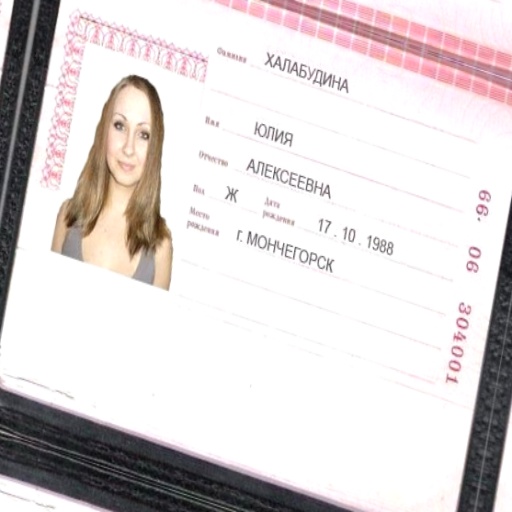 Фамилия ХАЛАБУДИНА
Имя ЮЛИЯ
Отчество АЛЕКСЕЕВНА
Пол Ж Дата рождения 17 . 10 . 1988
Место рождения г. МОНЧЕГОРСК
66. 06 304001